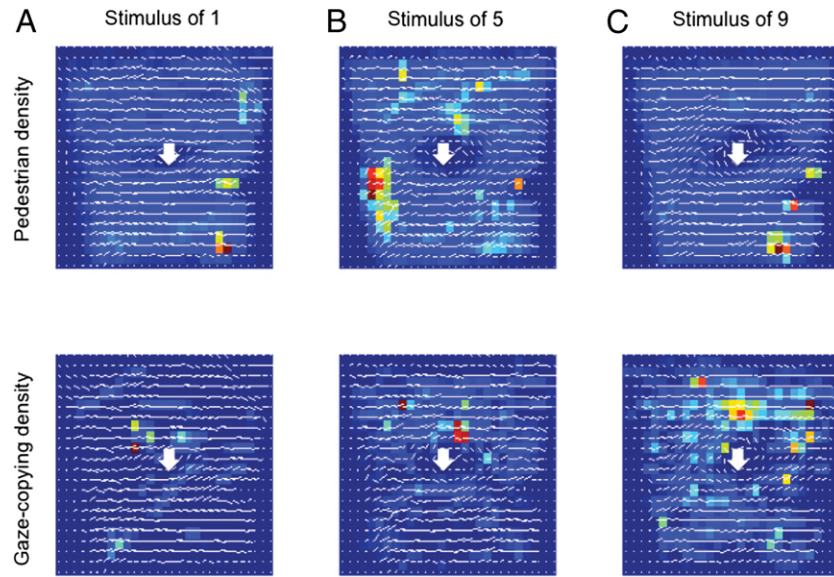 A Stimulus of 1
B Stimulus of 5
C Stimulus of 9
Pedestrian density
Gaze-copying density